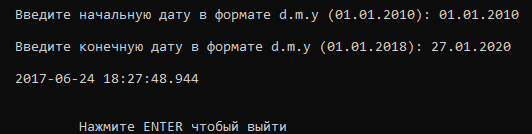 Введите начальную дату в формате d.m.y (01.01.2010): 01.01.2010
Введите конечную дату в формате d.m.y (01.01.2018): 27.01.2020
2017-06-24 18:27:48.944
Нажмите ENTER чтобый выйти